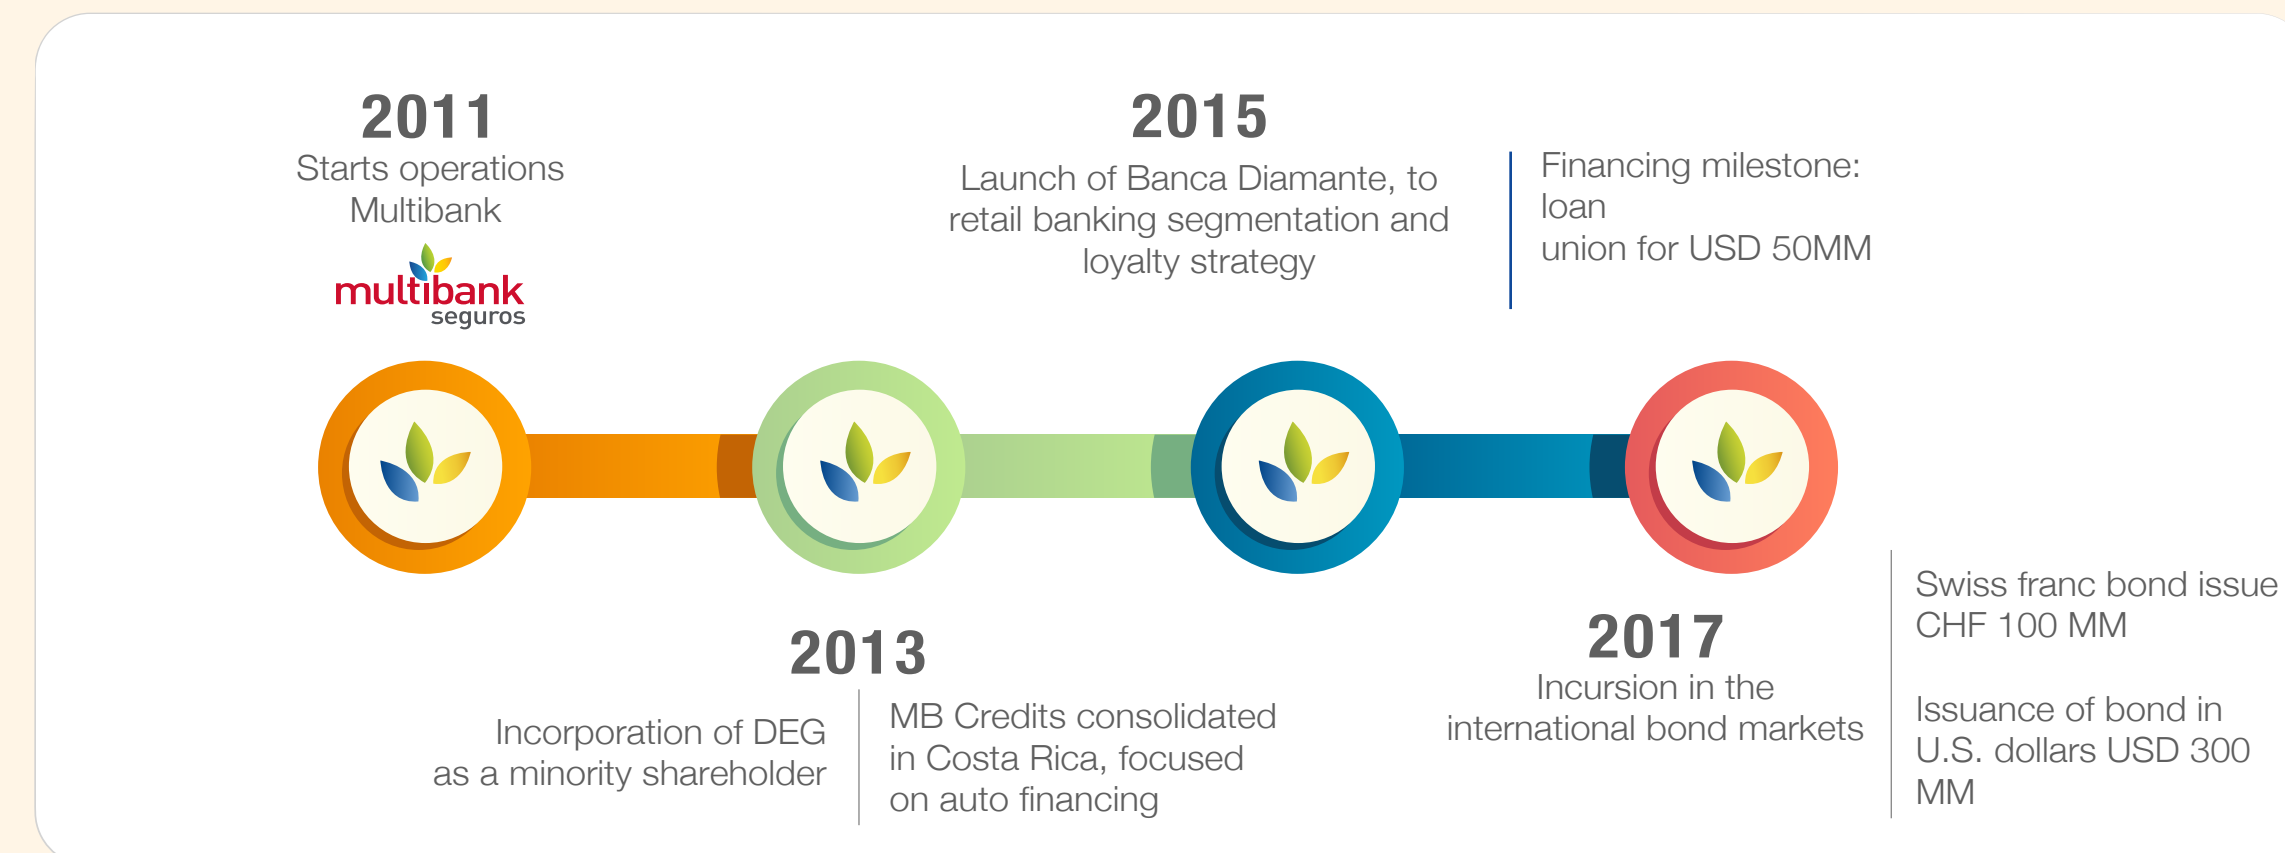 2011
Starts operations
Multibank
multibank
seguros
2015
Launch of Banca Diamante, to
retail banking segmentation and
loyalty strategy
Financing milestone:
loan
union for USD 50MM
2013
Incorporation of DEG
as a minority shareholder
MB Credits consolidated
in Costa Rica, focused
on auto financing
2017
Incursion in the
international bond markets
Swiss franc bond issue
CHF 100 MM
Issuance of bond in
U.S. dollars USD 300
MM